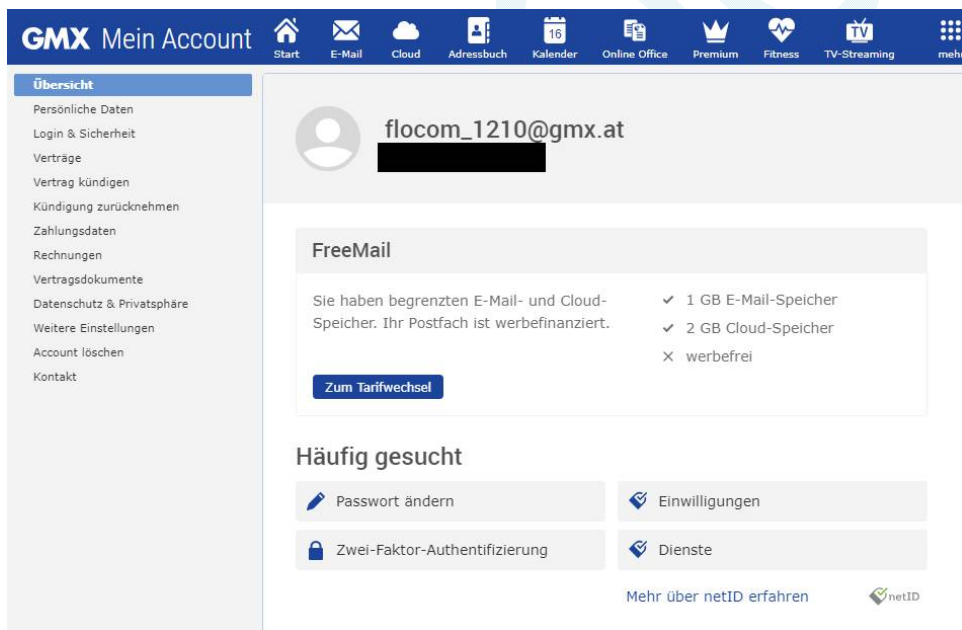 GMX Mein Account
Start
E-Mail
Cloud
Adressbuch
16
Kalender
Online Office
Premium
Fitness
TV
TV-Streaming
mehr
Übersicht
Persönliche Daten
Login & Sicherheit
Verträge
Vertrag kündigen
Kündigung zurücknehmen
Zahlungsdaten
Rechnungen
Vertragsdokumente
Datenschutz & Privatsphäre
Weitere Einstellungen
Account löschen
Kontakt
flocom_1210@gmx.at
FreeMail
Sie haben begrenzten E-Mail- und Cloud-
Speicher. Ihr Postfach ist werbefinanziert.
1 GB E-Mail-Speicher
2 GB Cloud-Speicher
werbefrei
Zum Tarifwechsel
Häufig gesucht
Passwort ändern
Einwilligungen
Zwei-Faktor-Authentifizierung
Dienste
Mehr über netID erfahren
netID